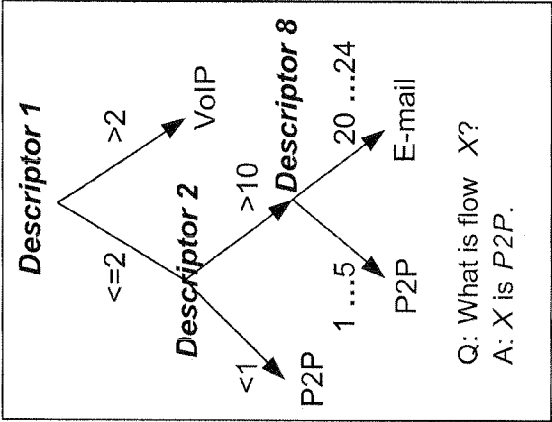 Descriptor 1
<=2
>2
Descriptor 2
VoIP
<1
>10
Descriptor 8
P2P
1 ...5
20 ...24
P2P
E-mail
Q: What is flow X?
A: X is P2P.